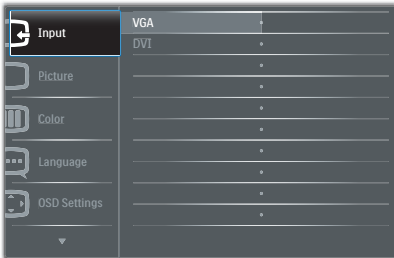 Input
VGA
DVI
Picture
Color
Language
OSD Settings